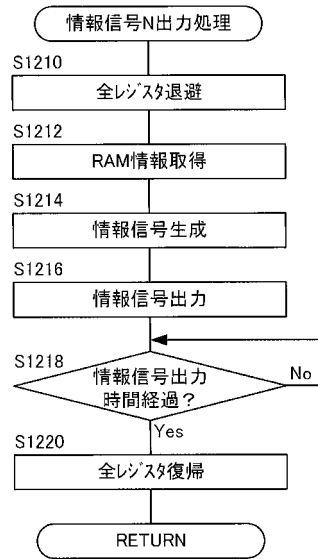 情報信号N出力処理
S1210
全レジスタ退避
S1212
RAM情報取得
S1214
情報信号生成
S1216
情報信号出力
S1218
情報信号出力
時間経過？
No
Yes
S1220
全レジスタ復帰
RETURN